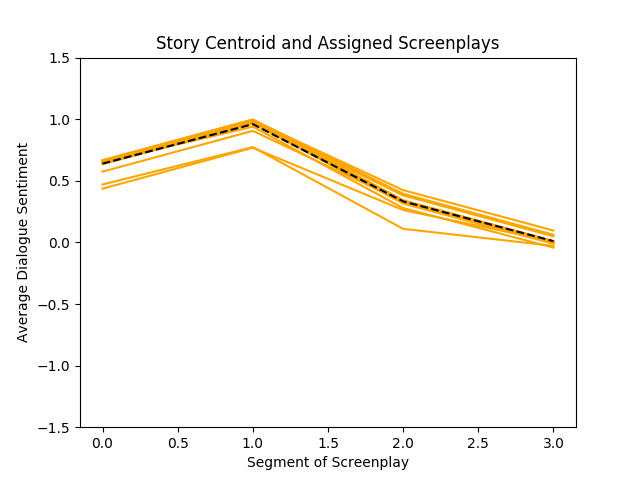 Story Centroid and Assigned Screenplays
1.5
1.0
0.5
0.0
−0.5
−1.0
−1.5
Average Dialogue Sentiment
0.0 0.5 1.0 1.5 2.0 2.5 3.0
Segment of Screenplay